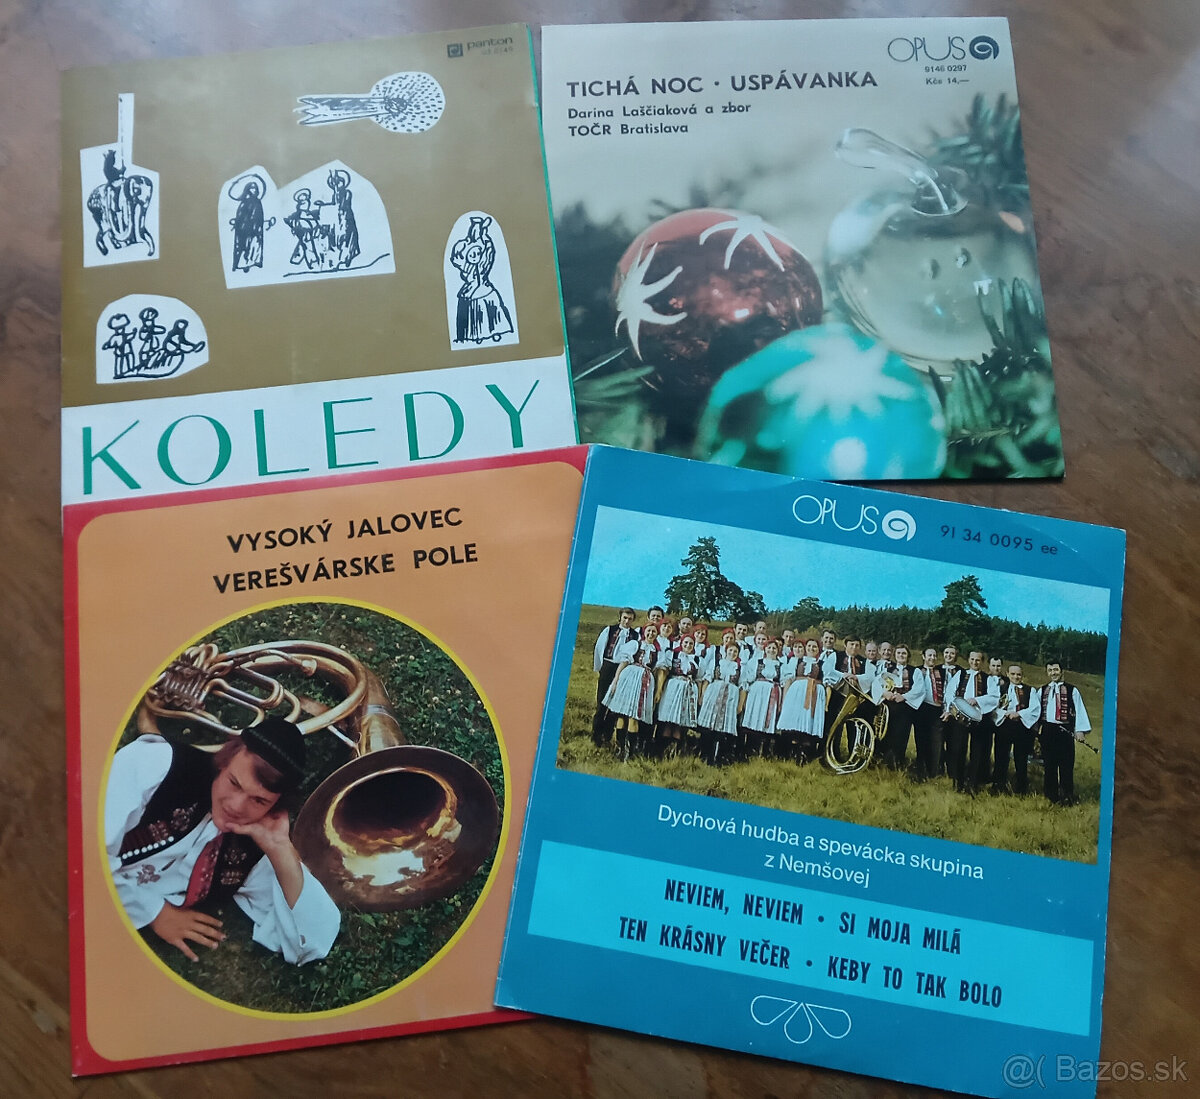 panton
KOLEDY
OPUS
9146 0297
Kčs 14,—
TICHÁ NOC · USPÁVANKA
Darina Laščiaková a zbor
TOČR Bratislava
VYSOKÝ JALOVEC
VEREŠVÁRSKE POLE
OPUS
91 34 0095 ee
Dychová hudba a spevácka skupina
z Nemšovej
NEVIEM, NEVIEM · SI MOJA MILÁ
TEN KRÁSNY VEČER · KEBY TO TAK BOLO
@( Bazos.sk